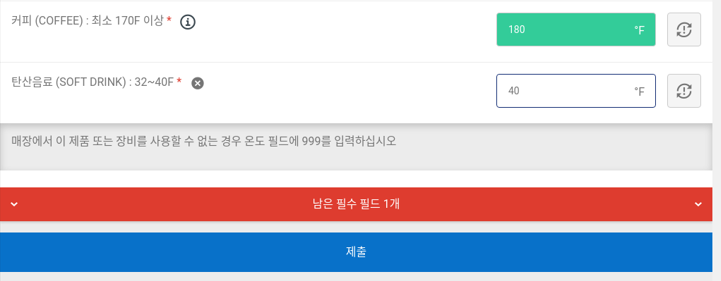 커피 (COFFEE) : 최소 170F 이상 *
180 °F
탄산음료 (SOFT DRINK) : 32~40F *
40 °F
매장에서 이 제품 또는 장비를 사용할 수 없는 경우 온도 필드에 999를 입력하십시오
남은 필수 필드 1개
제출